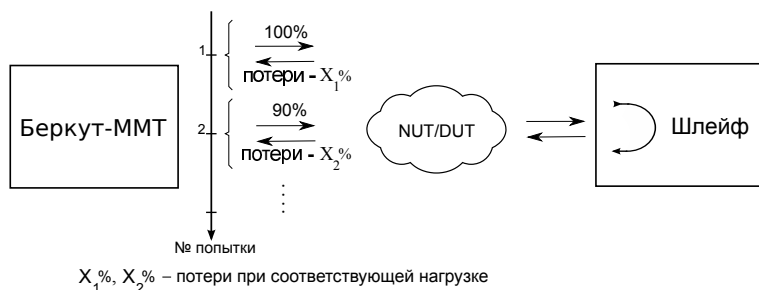 100%
1
потери - X₁%
90%
Беркут-ММТ
2
NUT/DUT
Шлейф
потери - X₂%
№ попытки
X₁%, X₂% – потери при соответствующей нагрузке